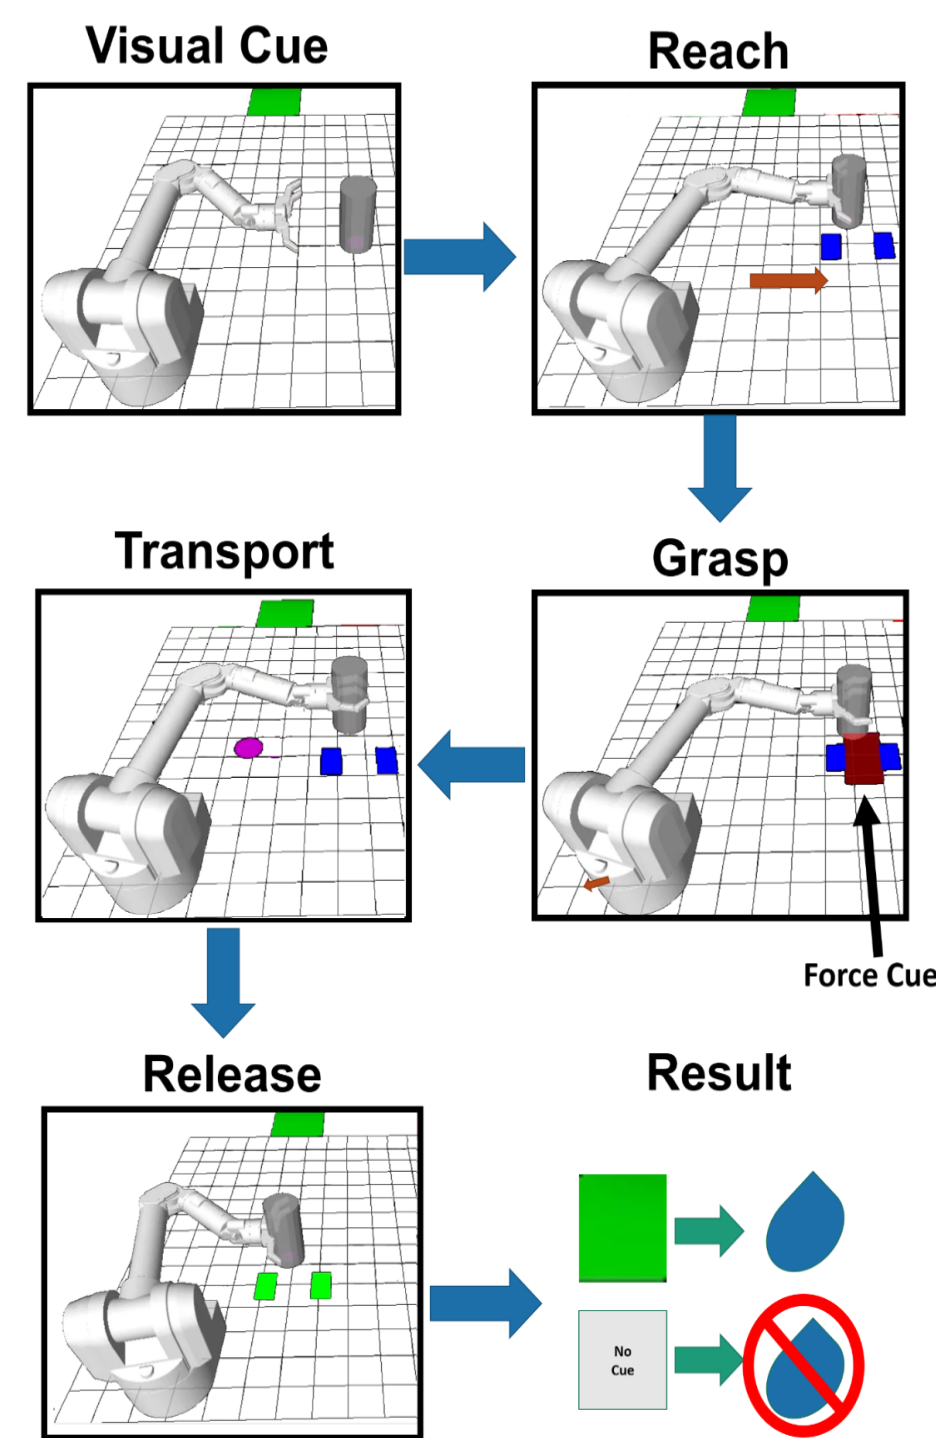 Visual Cue
Reach
Transport
Grasp
Force Cue
Release
Result
No
Cue